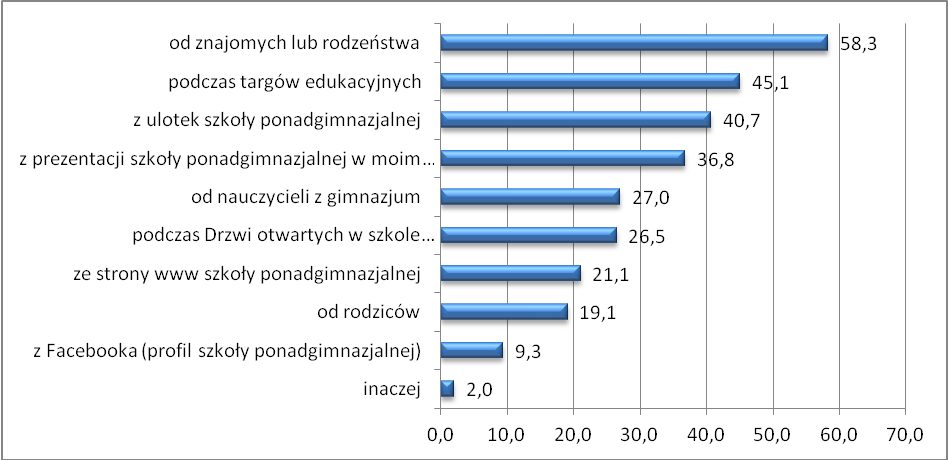 od znajomych lub rodzeństwa 58,3
podczas targów edukacyjnych 45,1
z ulotek szkoły ponadgimnazjalnej 40,7
z prezentacji szkoły ponadgimnazjalnej w moim... 36,8
od nauczycieli z gimnazjum 27,0
podczas Drzwi otwartych w szkole... 26,5
ze strony www szkoły ponadgimnazjalnej 21,1
od rodziców 19,1
z Facebooka (profil szkoły ponadgimnazjalnej) 9,3
inaczej 2,0
0,0 10,0 20,0 30,0 40,0 50,0 60,0 70,0